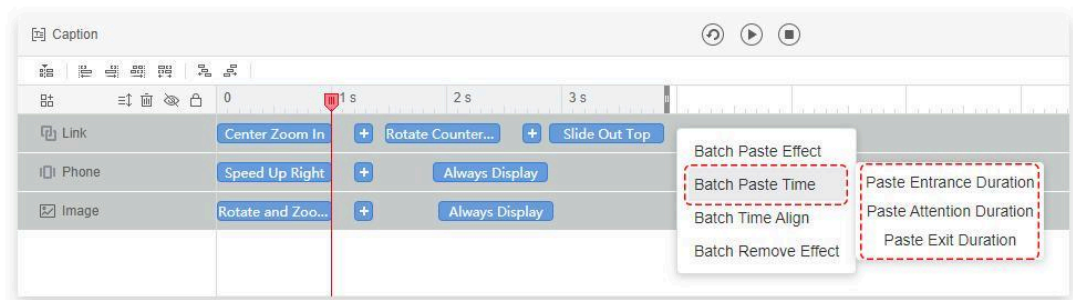 Caption
0 1 s 2 s 3 s
Link Center Zoom In Rotate Counter... Slide Out Top
Phone Speed Up Right Always Display
Image Rotate and Zoo... Always Display
Batch Paste Effect
Batch Paste Time
Batch Time Align
Batch Remove Effect
Paste Entrance Duration
Paste Attention Duration
Paste Exit Duration